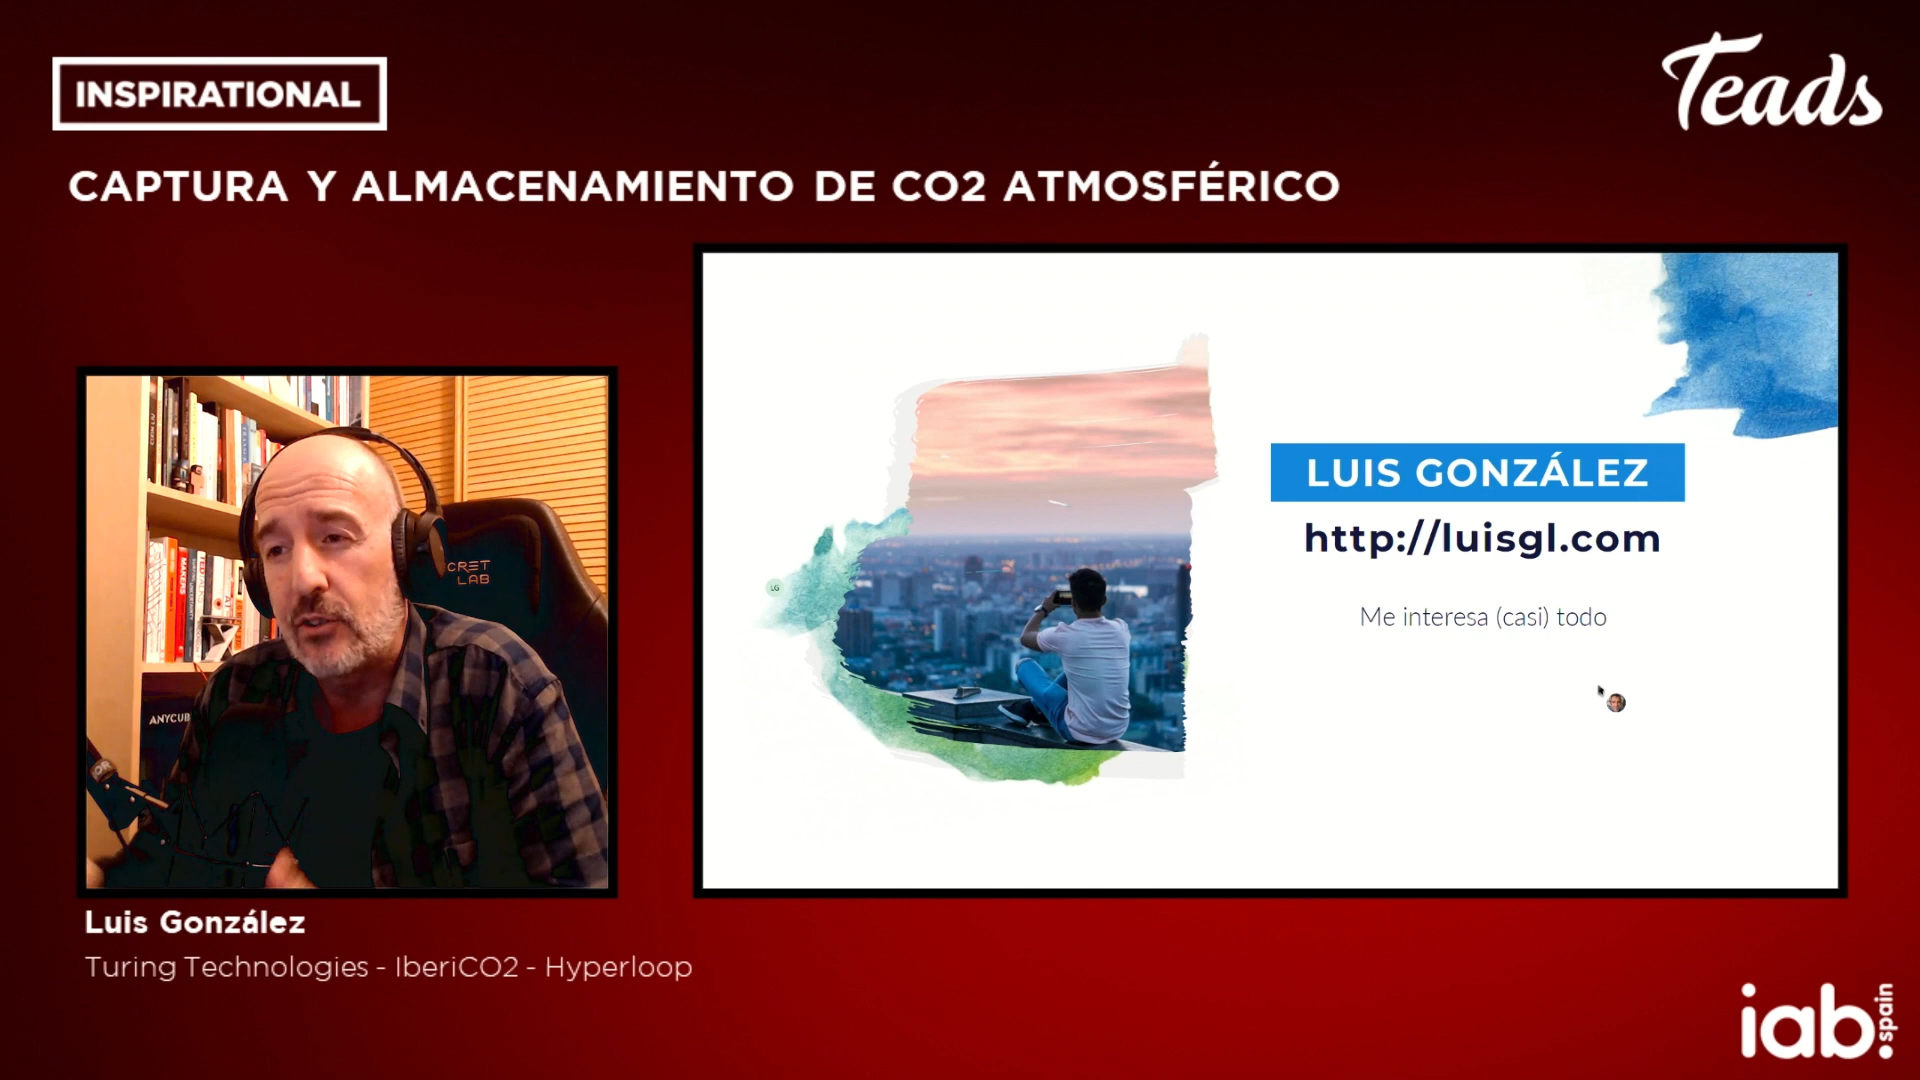 INSPIRATIONAL
Teads
CAPTURA Y ALMACENAMIENTO DE CO2 ATMOSFÉRICO
CRET
LAB
ANYCUB
LG
LUIS GONZÁLEZ
http://luisgl.com
Me interesa (casi) todo
Luis González
Turing Technologies - IberiCO2 - Hyperloop
iab.spain